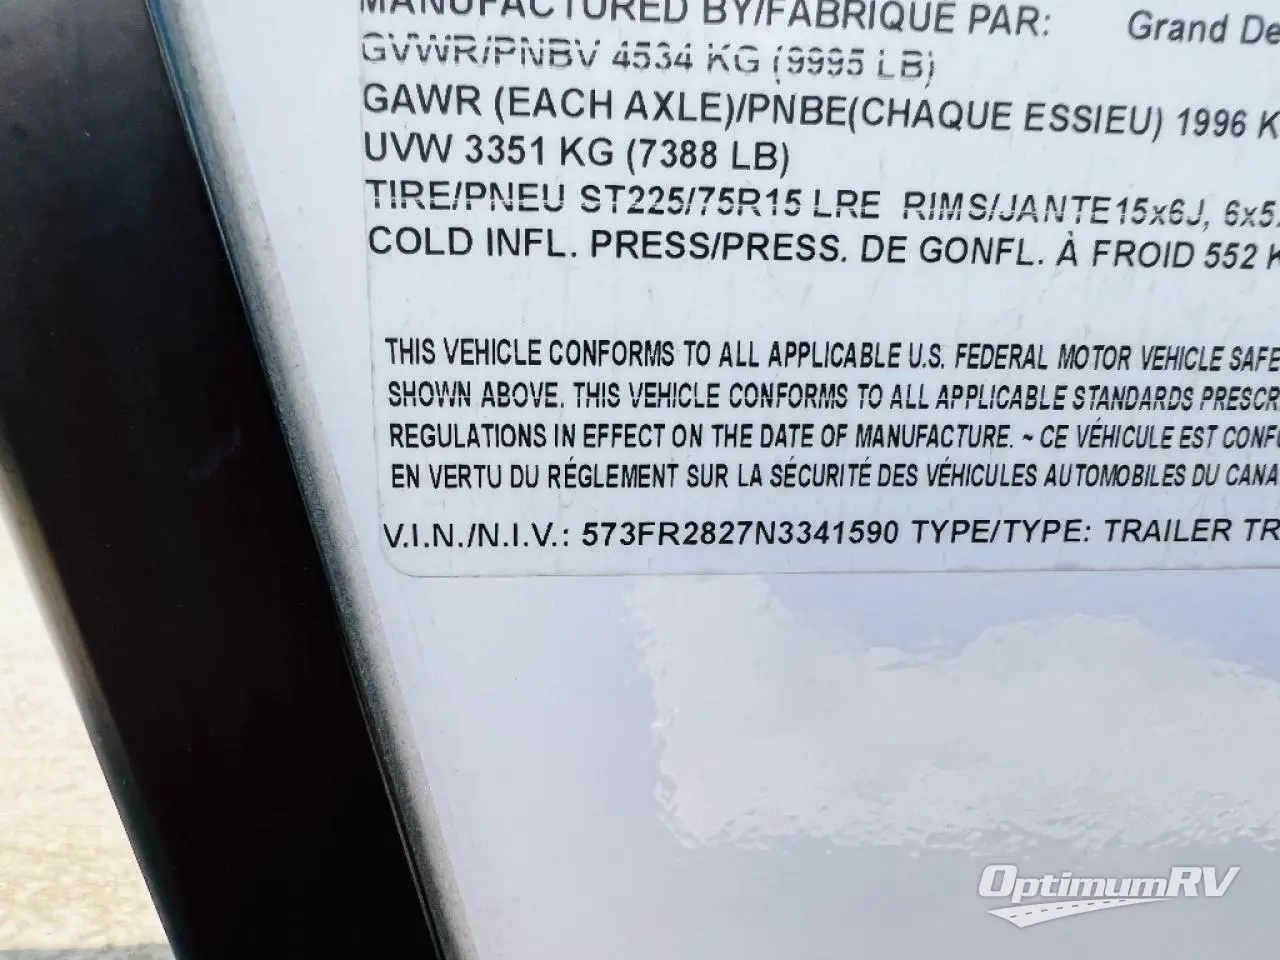 MANUFACTURED BY/FABRIQUÉ PAR: Grand De
GVWR/PNBV 4534 KG (9995 LB)
GAWR (EACH AXLE)/PNBE(CHAQUE ESSIEU) 1996 K
UVW 3351 KG (7388 LB)
TIRE/PNEU ST225/75R15 LRE RIMS/JANTE15x6J, 6x5.
COLD INFL. PRESS/PRESS. DE GONFL. À FROID 552 K
THIS VEHICLE CONFORMS TO ALL APPLICABLE U.S. FEDERAL MOTOR VEHICLE SAFE
SHOWN ABOVE. THIS VEHICLE CONFORMS TO ALL APPLICABLE STANDARDS PRESCR
REGULATIONS IN EFFECT ON THE DATE OF MANUFACTURE. ~ CE VÉHICULE EST CONF
EN VERTU DU RÉGLEMENT SUR LA SÉCURITÉ DES VÉHICULES AUTOMOBILES DU CANA
V.I.N./N.I.V.: 573FR2827N3341590 TYPE/TYPE: TRAILER TR
OptimumRV